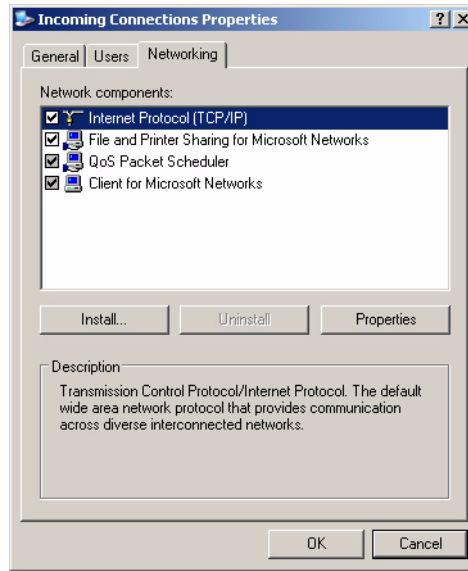 Incoming Connections Properties
General Users Networking
Network components:
Internet Protocol (TCP/IP)
File and Printer Sharing for Microsoft Networks
QoS Packet Scheduler
Client for Microsoft Networks
Install... Uninstall Properties
Description
Transmission Control Protocol/Internet Protocol. The default
wide area network protocol that provides communication
across diverse interconnected networks.
OK Cancel